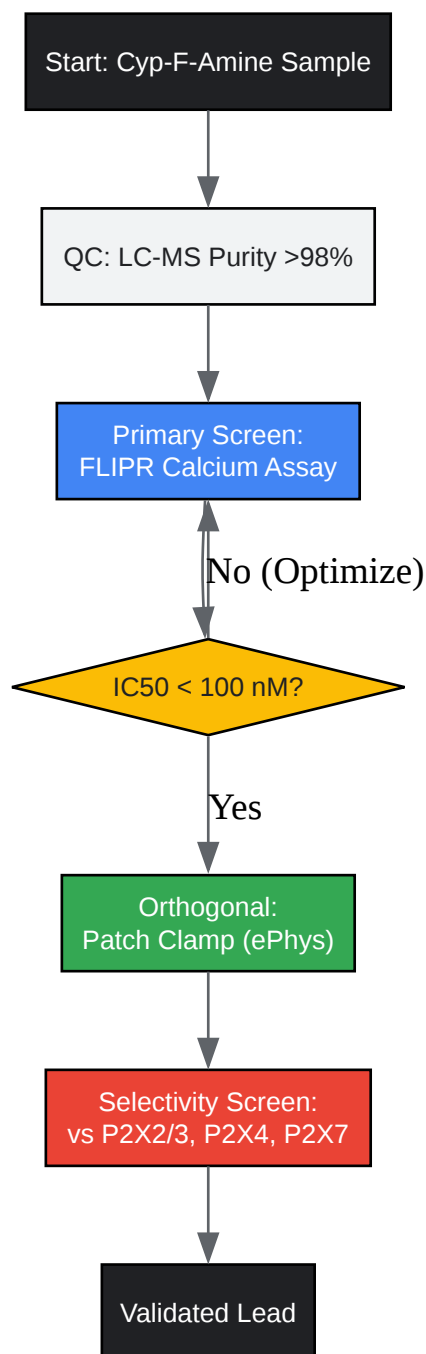 Start: Cyp-F-Amine Sample
QC: LC-MS Purity >98%
Primary Screen:
FLIPR Calcium Assay
No (Optimize)
IC50 < 100 nM?
Yes
Orthogonal:
Patch Clamp (ePhys)
Selectivity Screen:
vs P2X2/3, P2X4, P2X7
Validated Lead